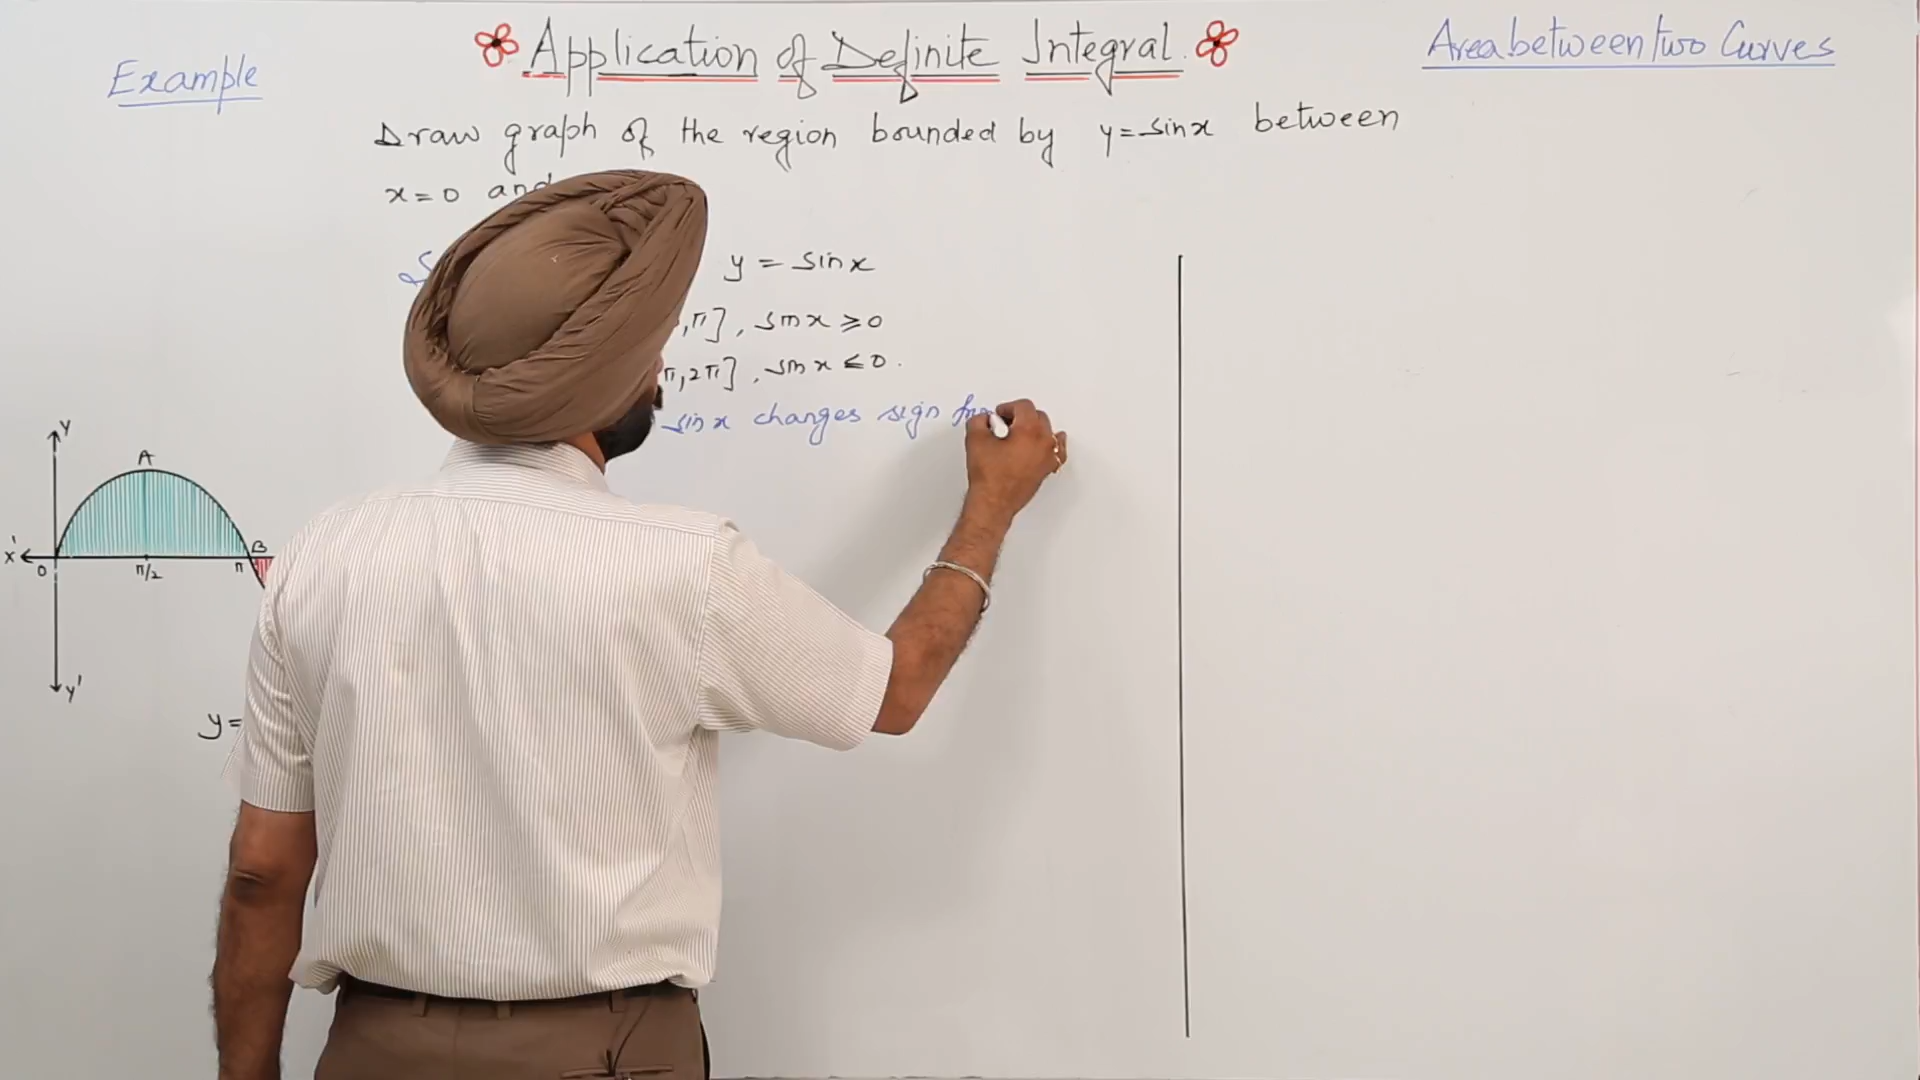 Application of Definite Integral.
Area between two Curves
Example
Draw graph of the region bounded by y = sinx between
x = 0 and
y = sinx
,π], sinx ≥ 0
π, 2π], sinx ≤ 0.
sinx changes sign
Y
A
X'
O
π/2
π
B
Y'
y =